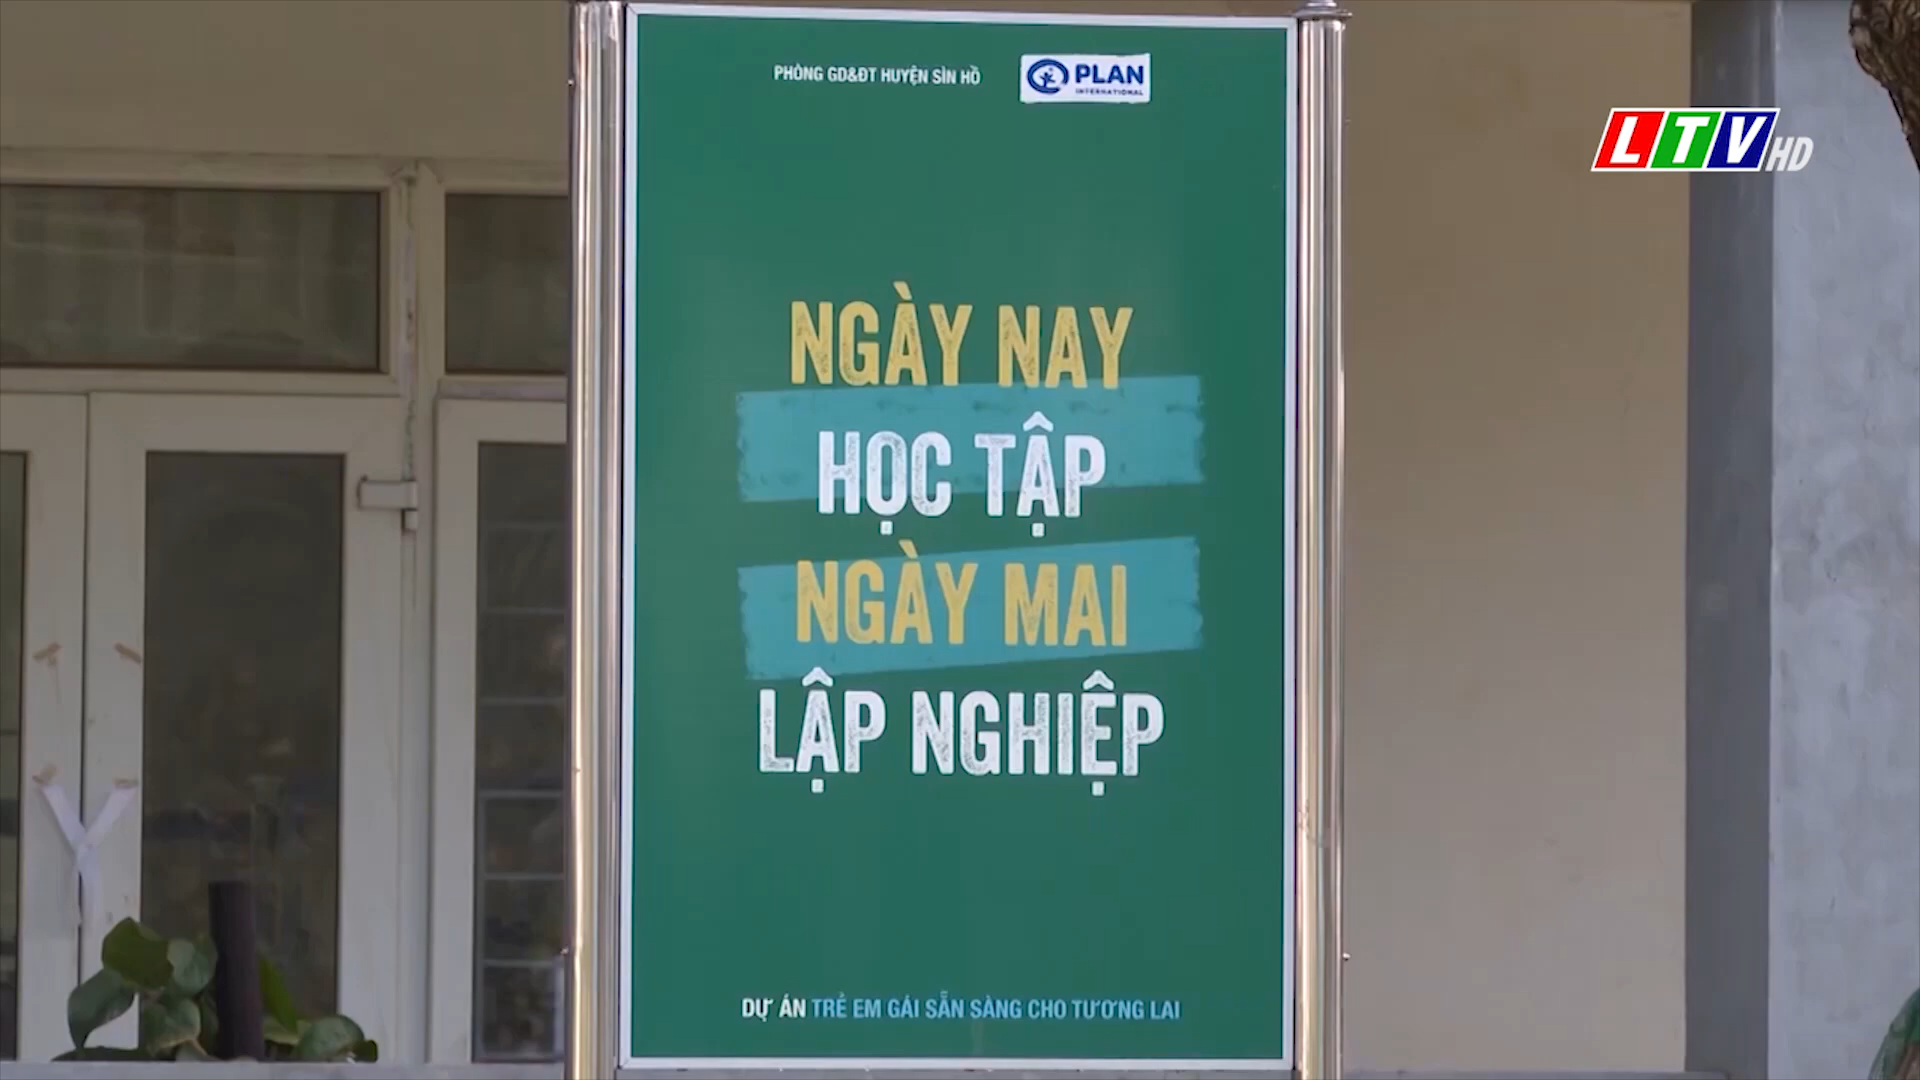 PHÒNG GD&ĐT HUYỆN SÌN HỒ
PLAN
INTERNATIONAL
LTV HD
NGÀY NAY
HỌC TẬP
NGÀY MAI
LẬP NGHIỆP
DỰ ÁN TRẺ EM GÁI SẴN SÀNG CHO TƯƠNG LAI